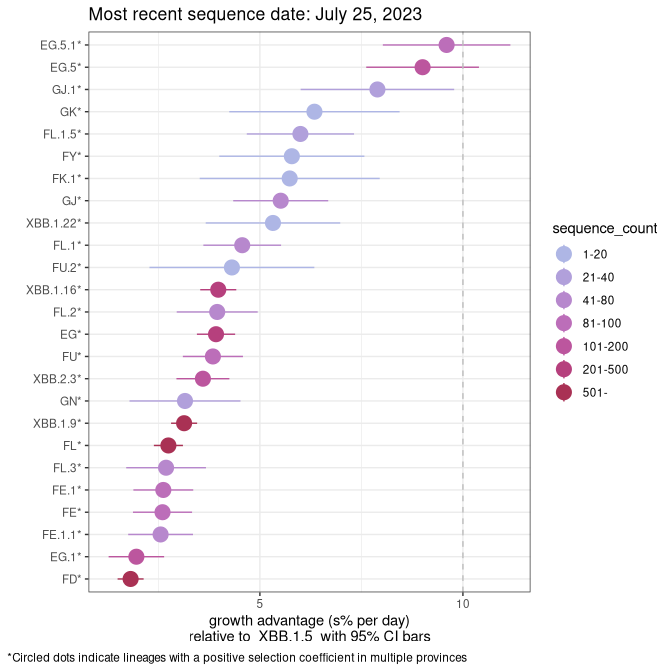 Most recent sequence date: July 25, 2023
EG.5.1*
EG.5*
GJ.1*
GK*
FL.1.5*
FY*
FK.1*
GJ*
XBB.1.22*
FL.1*
FU.2*
XBB.1.16*
FL.2*
EG*
FU*
XBB.2.3*
GN*
XBB.1.9*
FL*
FL.3*
FE.1*
FE*
FE.1.1*
EG.1*
FD*
5
10
growth advantage (s% per day)
relative to XBB.1.5 with 95% CI bars
sequence_count
1-20
21-40
41-80
81-100
101-200
201-500
501-
*Circled dots indicate lineages with a positive selection coefficient in multiple provinces